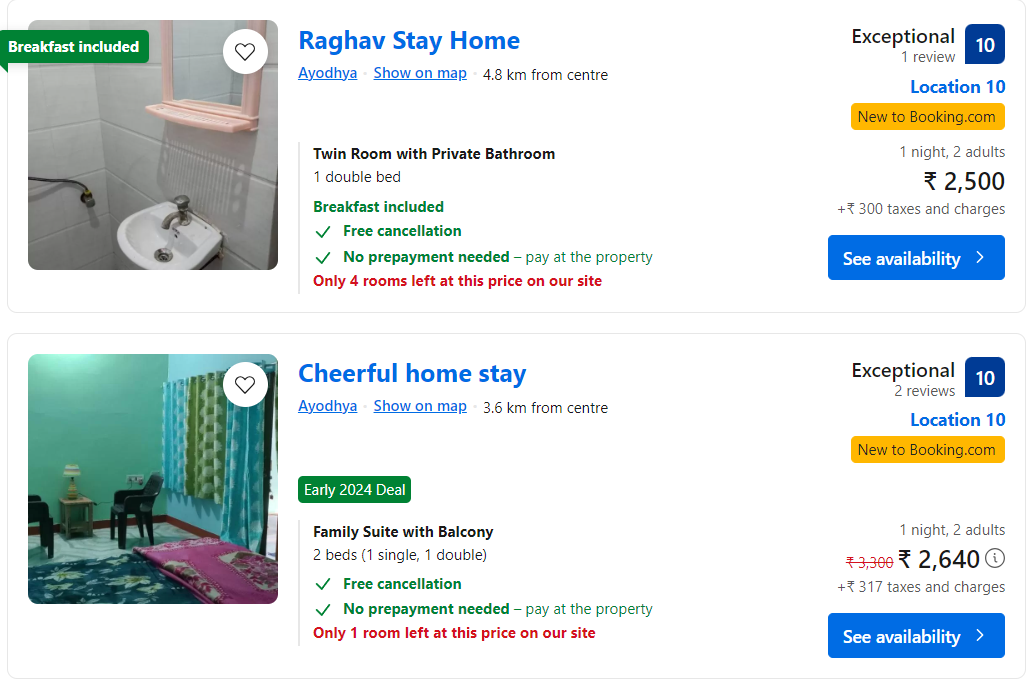 Breakfast included
Raghav Stay Home
Ayodhya · Show on map · 4.8 km from centre
Exceptional
1 review
10
Location 10
New to Booking.com
Twin Room with Private Bathroom
1 double bed
Breakfast included
Free cancellation
No prepayment needed – pay at the property
Only 4 rooms left at this price on our site
1 night, 2 adults
₹ 2,500
+₹ 300 taxes and charges
See availability
Cheerful home stay
Ayodhya · Show on map · 3.6 km from centre
Exceptional
2 reviews
10
Location 10
New to Booking.com
Early 2024 Deal
Family Suite with Balcony
2 beds (1 single, 1 double)
Free cancellation
No prepayment needed – pay at the property
Only 1 room left at this price on our site
1 night, 2 adults
₹ 3,300 ₹ 2,640
+₹ 317 taxes and charges
See availability